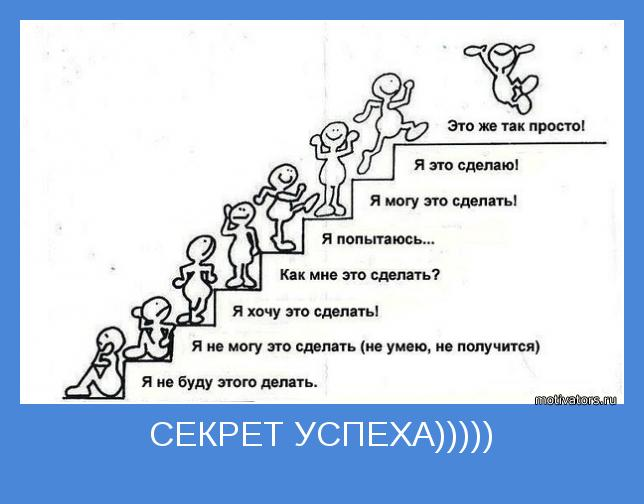 Это же так просто!
Я это сделаю!
Я могу это сделать!
Я попытаюсь...
Как мне это сделать?
Я хочу это сделать!
Я не могу это сделать (не умею, не получится)
Я не буду этого делать.
motivators.ru
СЕКРЕТ УСПЕХА)))))